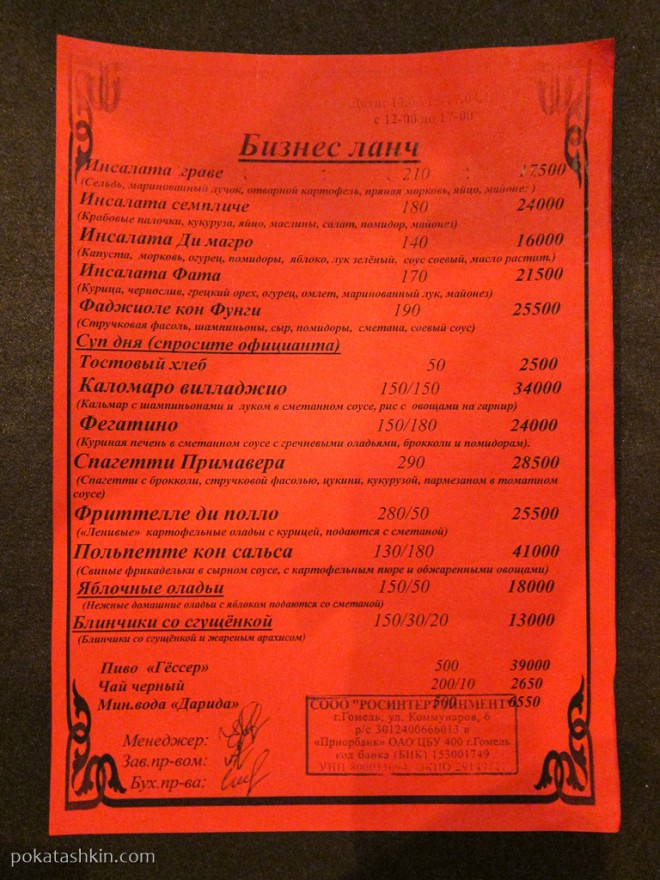 с 12-00 до 17-00
Бизнес ланч
Инсалата траве 210 17500
(Сельдь, маринованный лучок, отварной картофель, пряная морковь, яйцо, майонез)
Инсалата семпличе 180 24000
(Крабовые палочки, кукуруза, яйцо, маслины, салат, помидор, майонез)
Инсалата Ди магро 140 16000
(Капуста, морковь, огурец, помидоры, яблоко, лук зелёный, соус соевый, масло растит.)
Инсалата Фата 170 21500
(Курица, чернослив, грецкий орех, огурец, омлет, маринованный лук, майонез)
Фаджиоле кон Фунги 190 25500
(Стручковая фасоль, шампиньоны, сыр, помидоры, сметана, соевый соус)
Суп дня (спросите официанта)
Тостовый хлеб 50 2500
Каломаро вилладжио 150/150 34000
(Кальмар с шампиньонами и луком в сметанном соусе, рис с овощами на гарнир)
Фегатино 150/180 24000
(Куриная печень в сметанном соусе с гречневыми оладьями, брокколи и помидорам).
Спагетти Примавера 290 28500
(Спагетти с брокколи, стручковой фасолью, цукини, кукурузой, пармезаном в томатном
соусе)
Фриттелле ди полло 280/50 25500
(«Ленивые» картофельные оладьи с курицей, подаются с сметаной)
Польпетте кон сальса 130/180 41000
(Свиные фрикадельки в сырном соусе, с картофельным пюре и обжаренными овощами)
Яблочные оладьи 150/50 18000
(Нежные домашние оладьи с яблоком подаются со сметаной)
Блинчики со сгущёнкой 150/30/20 13000
(Блинчики со сгущёнкой и жареным арахисом)
Пиво «Гёссер» 500 39000
Чай черный 200/10 2650
Мин.вода «Дарида» 500 6550
СООО "РОСИНТЕРТЕЙНМЕНТ"
г.Гомель, ул. Коммунаров, 6
р/с 3012400666013 в
«Приорбанк» ОАО ЦБУ 400 г.Гомель
код банка (БИК) 153001749
УНП ОКПО
Менеджер:
Зав.пр-вом:
Бух.пр-ва:
pokatashkin.com